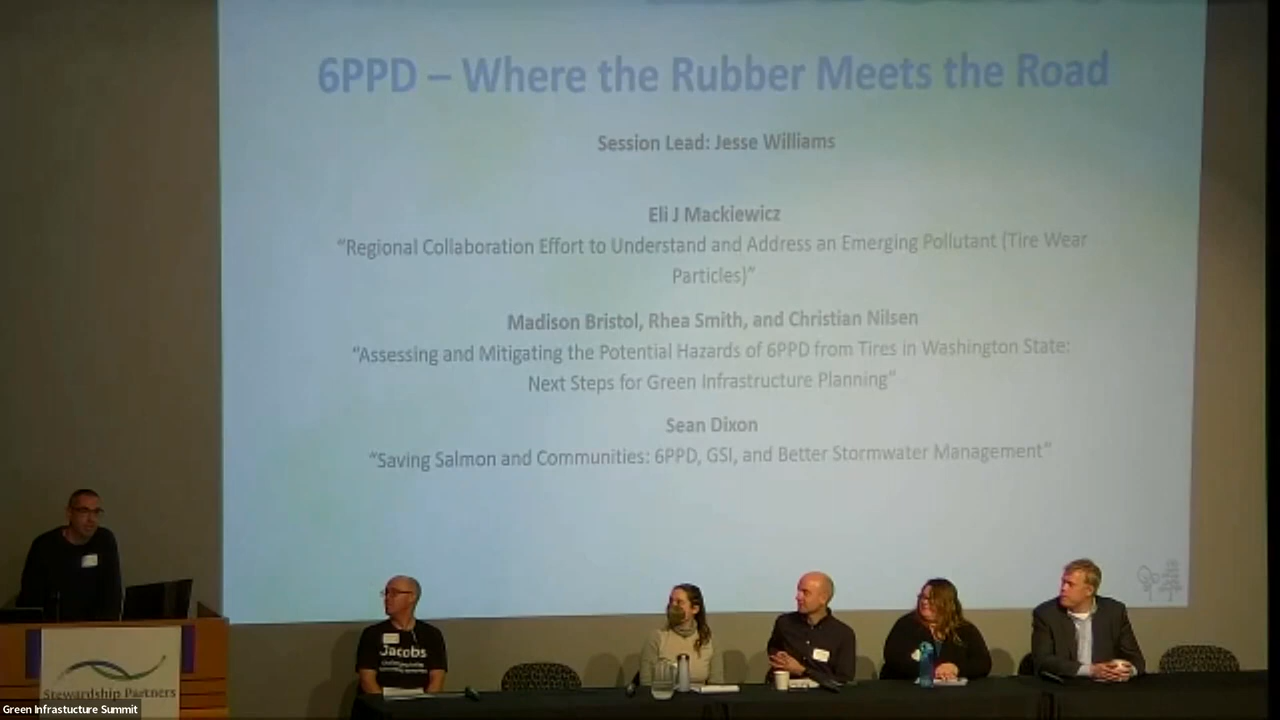 6PPD – Where the Rubber Meets the Road
Session Lead: Jesse Williams
Eli J Mackiewicz
“Regional Collaboration Effort to Understand and Address an Emerging Pollutant (Tire Wear
Particles)”
Madison Bristol, Rhea Smith, and Christian Nilsen
“Assessing and Mitigating the Potential Hazards of 6PPD from Tires in Washington State:
Next Steps for Green Infrastructure Planning”
Sean Dixon
“Saving Salmon and Communities: 6PPD, GSI, and Better Stormwater Management”
Jacobs
Stewardship Partners
Green Infrastucture Summit